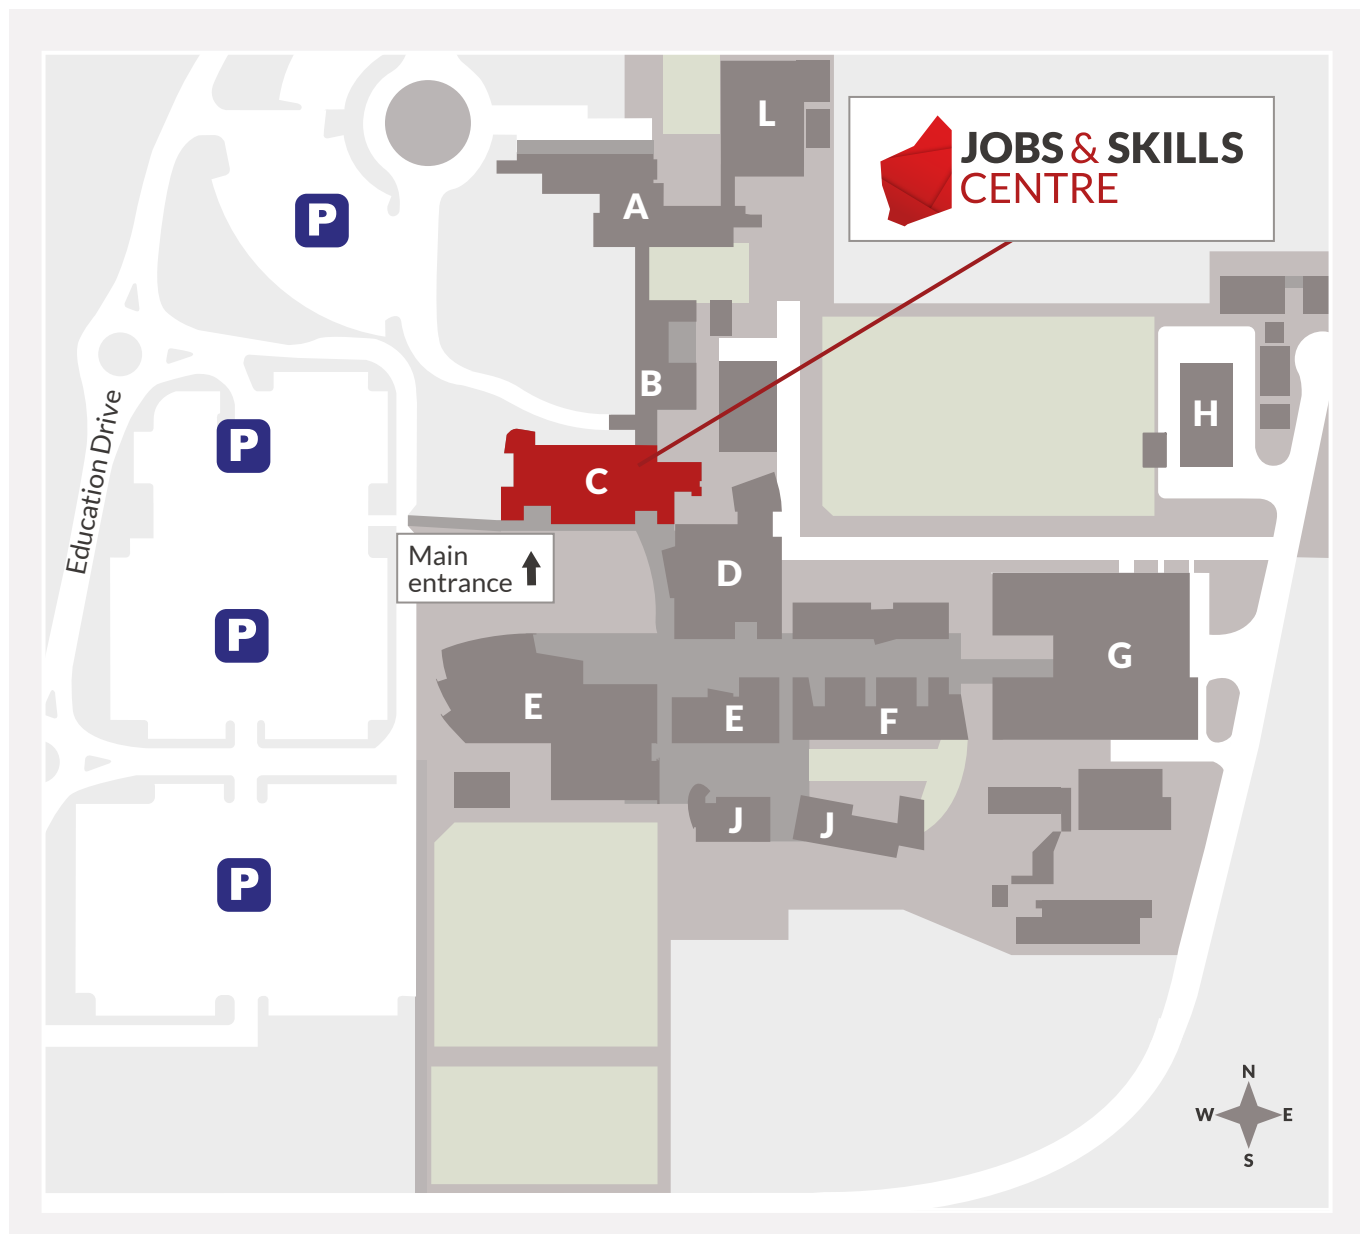 L
JOBS & SKILLS
CENTRE
P
A
B
H
Education Drive
P
C
Main
entrance
D
P
G
E
E
F
J
J
P
N
W E
S